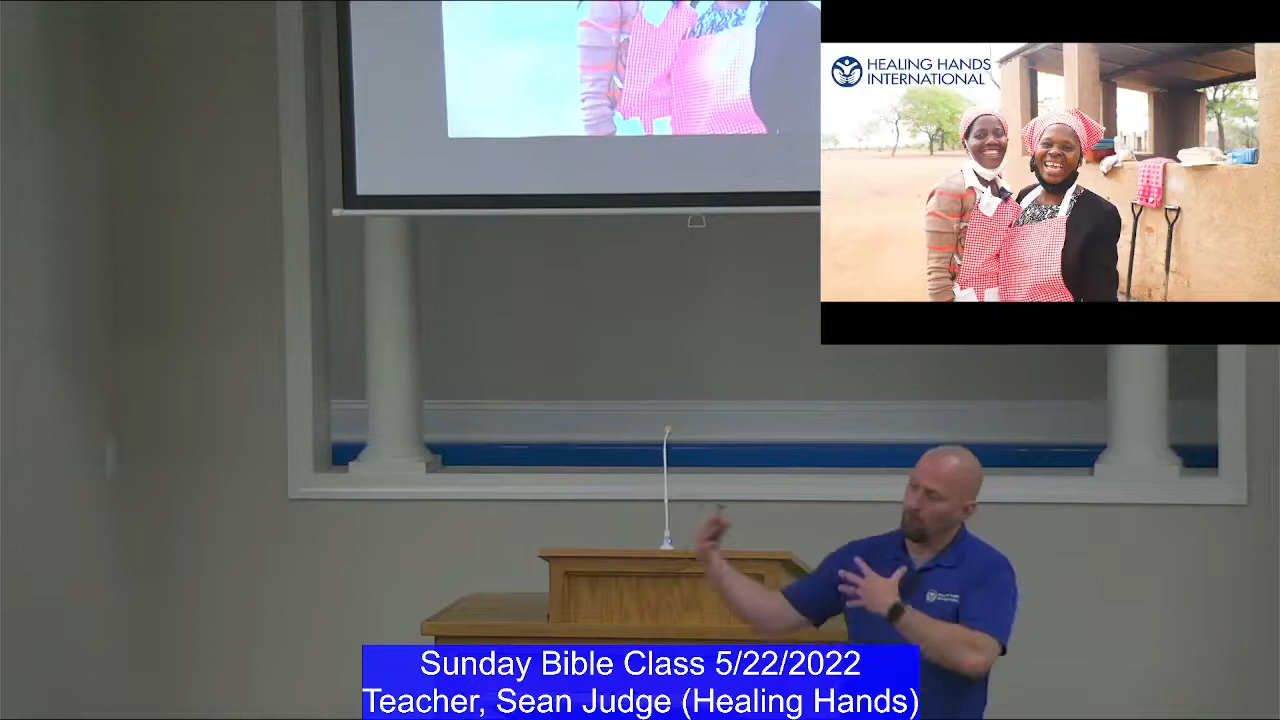 HEALING HANDS
INTERNATIONAL
Sunday Bible Class 5/22/2022
Teacher, Sean Judge (Healing Hands)